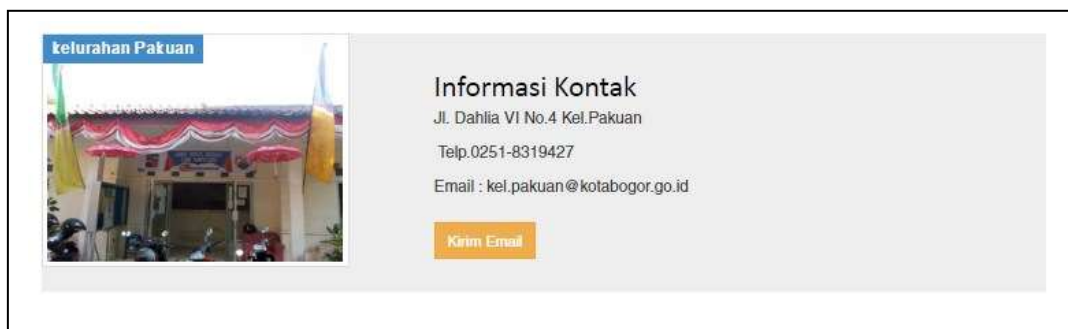 kelurahan Pakuan
Informasi Kontak
Jl. Dahlia VI No.4 Kel.Pakuan
Telp.0251-8319427
Email : kel.pakuan@kotabogor.go.id
Kirim Email